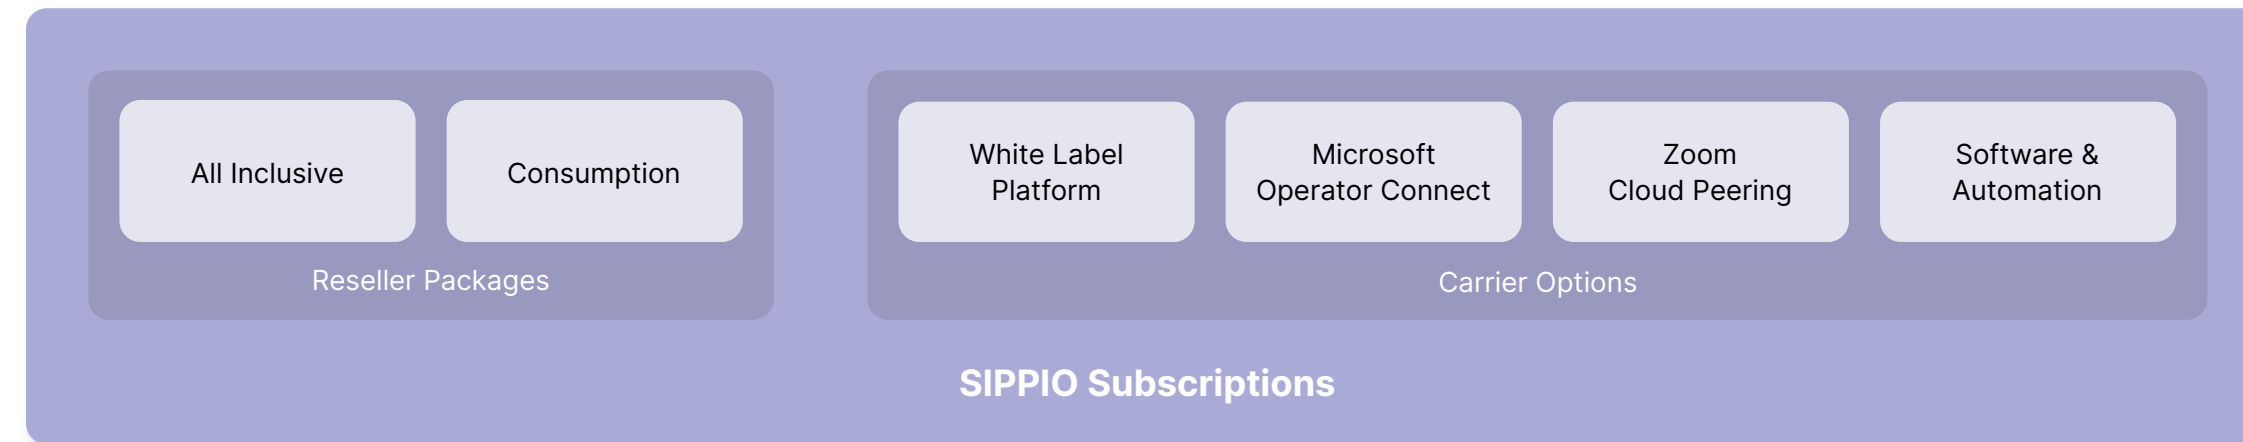 All Inclusive
Consumption
Reseller Packages
White Label
Platform
Microsoft
Operator Connect
Zoom
Cloud Peering
Software &
Automation
Carrier Options
SIPPIO Subscriptions